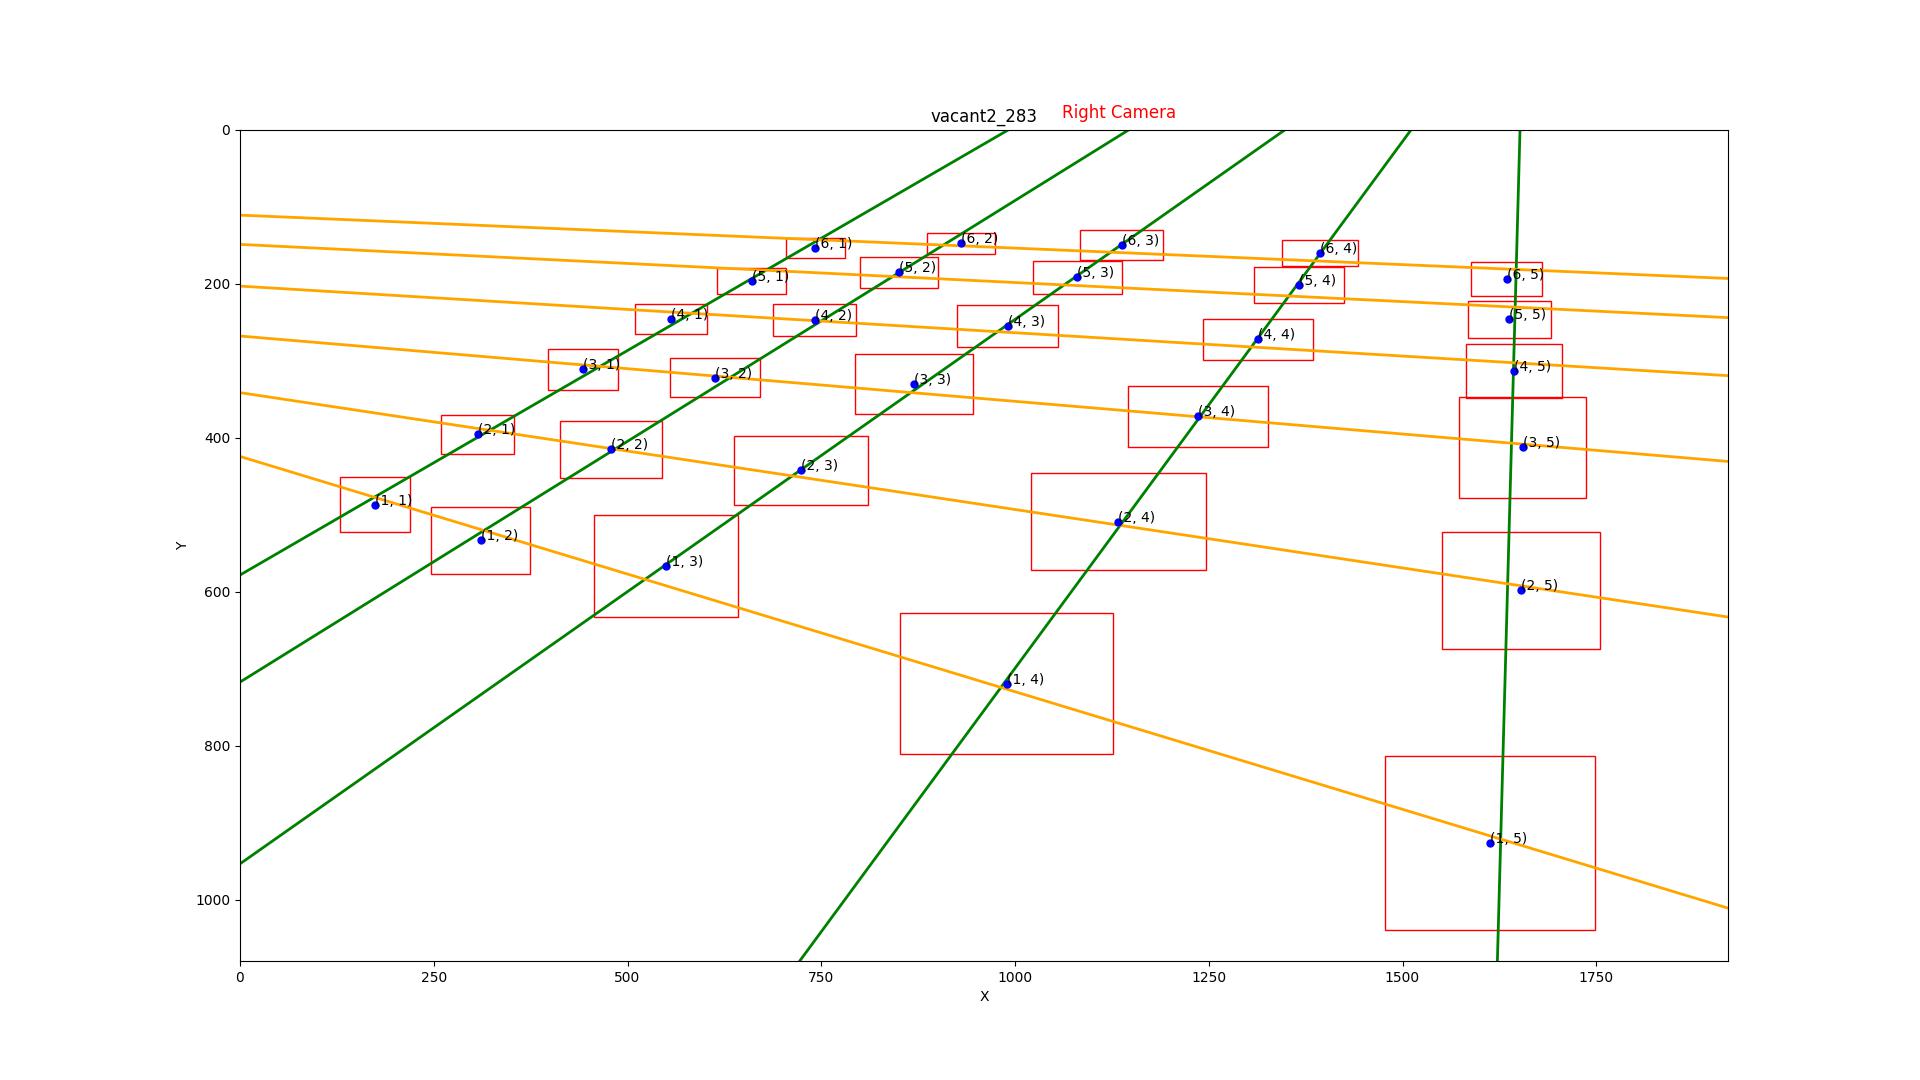 vacant2_283 Right Camera
0
(6, 1) (6, 2) (6, 3) (6, 4) (6, 5)
200
(5, 1) (5, 2) (5, 3) (5, 4) (5, 5)
(4, 1) (4, 2) (4, 3) (4, 4) (4, 5)
(3, 1) (3, 2) (3, 3) (3, 4) (3, 5)
400
(2, 1) (2, 2) (2, 3) (2, 4) (2, 5)
(1, 1) (1, 2) (1, 3) (1, 4) (1, 5)
Y
600
800
1000
0 250 500 750 1000 1250 1500 1750
X